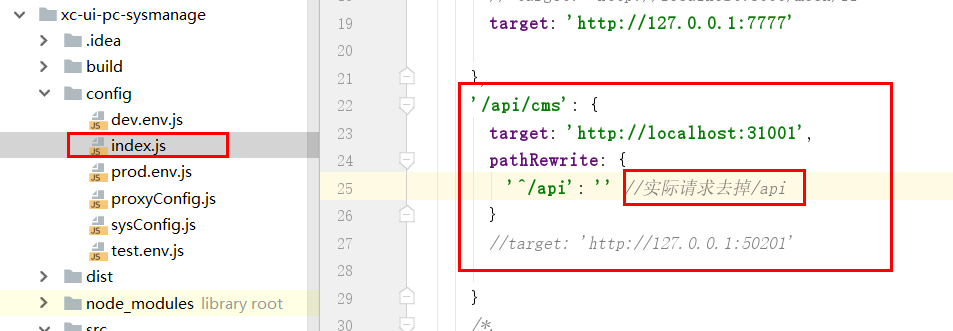 xc-ui-pc-sysmanage
.idea
build
config
dev.env.js
index.js
prod.env.js
proxyConfig.js
sysConfig.js
test.env.js
dist
node_modules library root
src
19 target: 'http://127.0.0.1:7777'
20
21 },
22 '/api/cms': {
23 target: 'http://localhost:31001',
24 pathRewrite: {
25 '^/api': '' //实际请求去掉/api
26 }
27 //target: 'http://127.0.0.1:50201'
28
29 }
30 /*